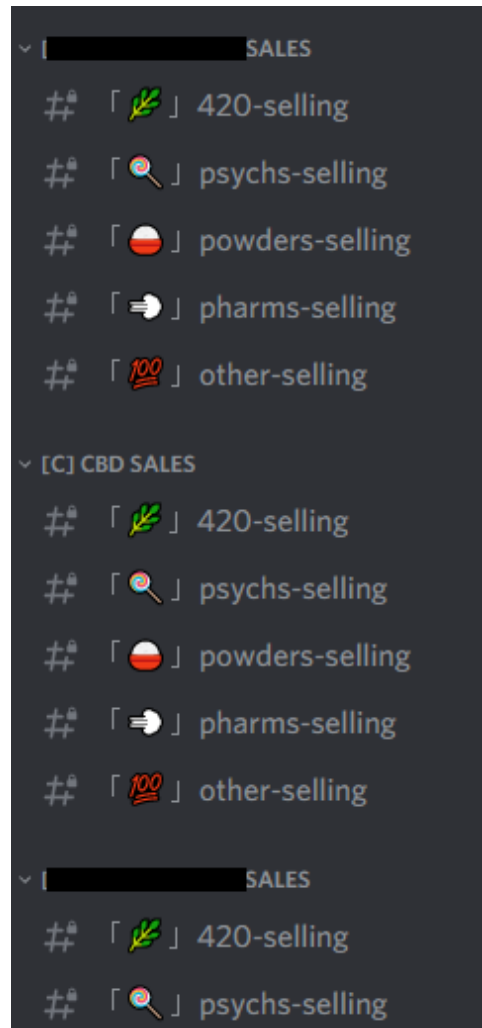 [ SALES
「🌿」 420-selling
「🍭」 psychs-selling
「🍚」 powders-selling
「💊」 pharms-selling
「💯」 other-selling
[C] CBD SALES
「🌿」 420-selling
「🍭」 psychs-selling
「🍚」 powders-selling
「💊」 pharms-selling
「💯」 other-selling
[ SALES
「🌿」 420-selling
「🍭」 psychs-selling